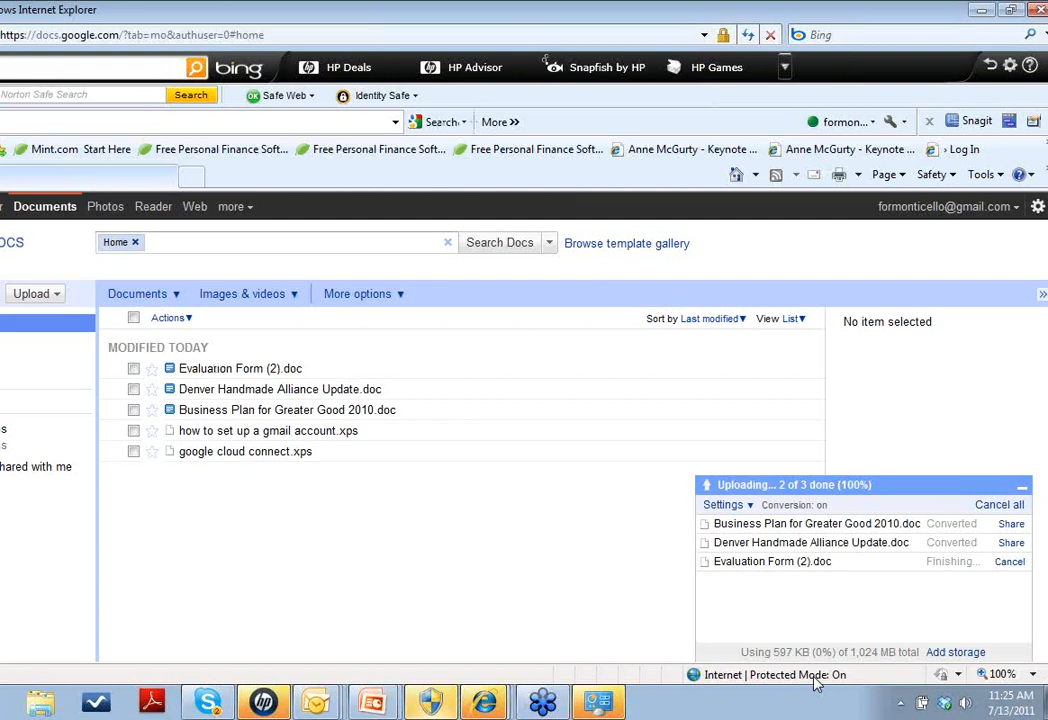 ows Internet Explorer
https://docs.google.com/?tab=mo&authuser=0#home
Bing
bing HP Deals HP Advisor Snapfish by HP HP Games
Norton Safe Search Search OK Safe Web Identity Safe
Search More formon... Snagit
Mint.com Start Here Free Personal Finance Soft... Free Personal Finance Soft... Free Personal Finance Soft... Anne McGurty - Keynote ... Anne McGurty - Keynote ... › Log In
Page Safety Tools
r Documents Photos Reader Web more formonticello@gmail.com
OCS Home Search Docs Browse template gallery
Upload Documents Images & videos More options
Actions Sort by Last modified View List No item selected
MODIFIED TODAY
Evaluation Form (2).doc
Denver Handmade Alliance Update.doc
Business Plan for Greater Good 2010.doc
s how to set up a gmail account.xps
s google cloud connect.xps
hared with me
Uploading... 2 of 3 done (100%)
Settings Conversion: on Cancel all
Business Plan for Greater Good 2010.doc Converted Share
Denver Handmade Alliance Update.doc Converted Share
Evaluation Form (2).doc Finishing... Cancel
Using 597 KB (0%) of 1,024 MB total Add storage
Internet | Protected Mode: On 100%
11:25 AM
7/13/2011